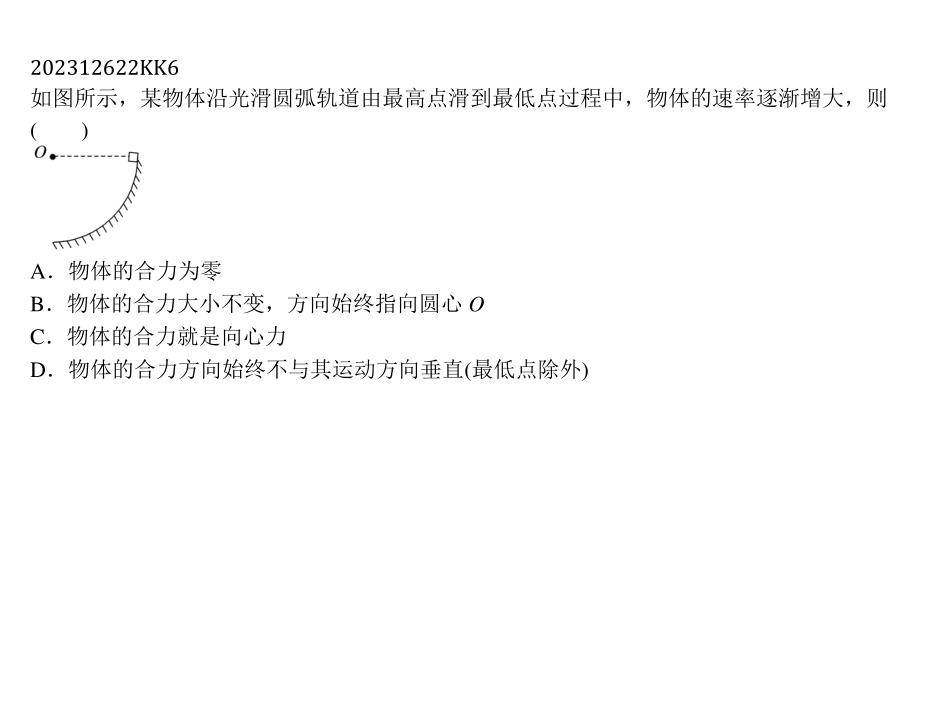 202312622KK6
如图所示，某物体沿光滑圆弧轨道由最高点滑到最低点过程中，物体的速率逐渐增大，则
(　　)
O
A．物体的合力为零
B．物体的合力大小不变，方向始终指向圆心 O
C．物体的合力就是向心力
D．物体的合力方向始终不与其运动方向垂直(最低点除外)